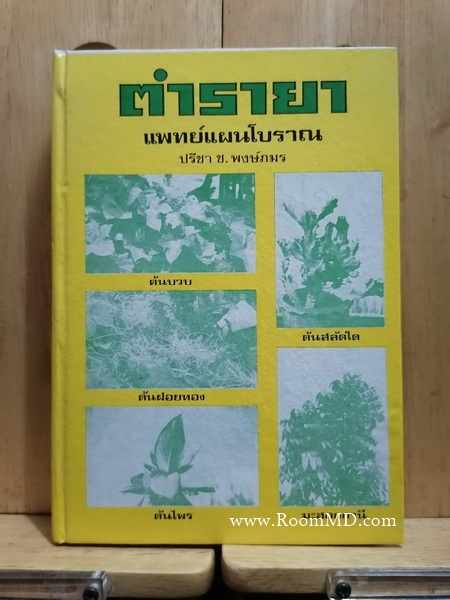 ตำรายา
แพทย์แผนโบราณ
ปรีชา ช. พงษ์ภมร
ต้นบวบ
ต้นสลัดใด
ต้นฝอยทอง
ต้นไพร
www.RoomMD.com